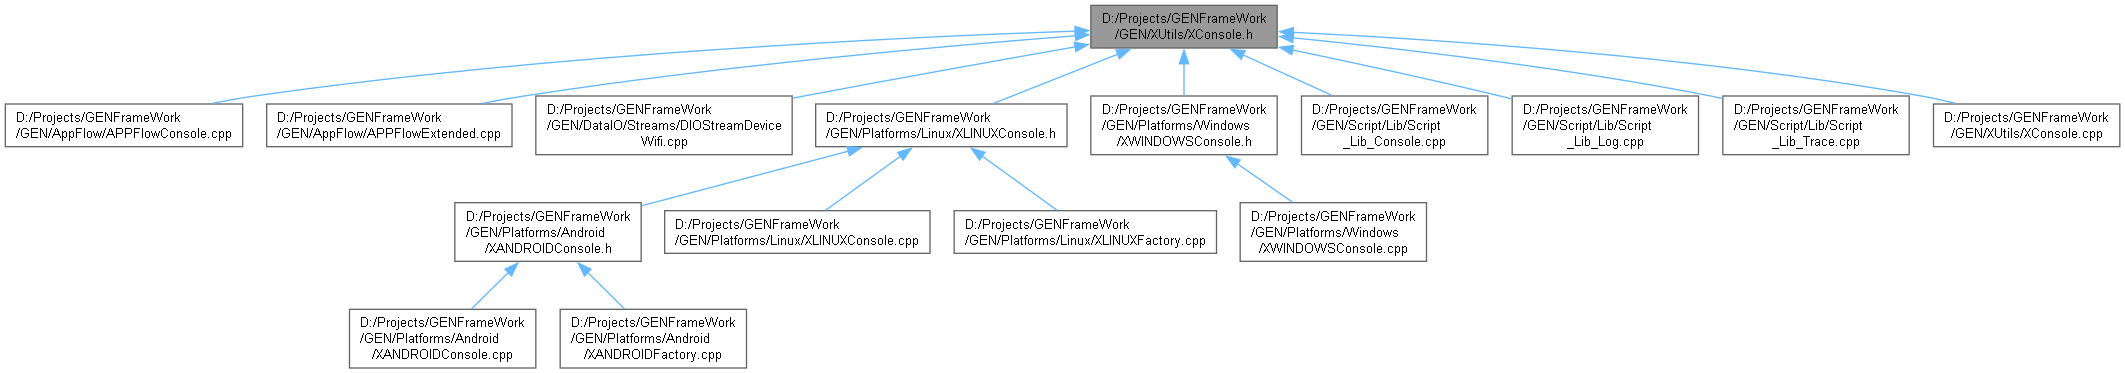 D:/Projects/GENFrameWork
/GEN/XUtils/XConsole.h
D:/Projects/GENFrameWork
/GEN/AppFlow/APPFlowConsole.cpp
D:/Projects/GENFrameWork
/GEN/AppFlow/APPFlowExtended.cpp
D:/Projects/GENFrameWork
/GEN/DataIO/Streams/DIOStreamDevice
Wifi.cpp
D:/Projects/GENFrameWork
/GEN/Platforms/Linux/XLINUXConsole.h
D:/Projects/GENFrameWork
/GEN/Platforms/Windows
/XWINDOWSConsole.h
D:/Projects/GENFrameWork
/GEN/Script/Lib/Script
_Lib_Console.cpp
D:/Projects/GENFrameWork
/GEN/Script/Lib/Script
_Lib_Log.cpp
D:/Projects/GENFrameWork
/GEN/Script/Lib/Script
_Lib_Trace.cpp
D:/Projects/GENFrameWork
/GEN/XUtils/XConsole.cpp
D:/Projects/GENFrameWork
/GEN/Platforms/Android
/XANDROIDConsole.h
D:/Projects/GENFrameWork
/GEN/Platforms/Linux/XLINUXConsole.cpp
D:/Projects/GENFrameWork
/GEN/Platforms/Linux/XLINUXFactory.cpp
D:/Projects/GENFrameWork
/GEN/Platforms/Windows
/XWINDOWSConsole.cpp
D:/Projects/GENFrameWork
/GEN/Platforms/Android
/XANDROIDConsole.cpp
D:/Projects/GENFrameWork
/GEN/Platforms/Android
/XANDROIDFactory.cpp